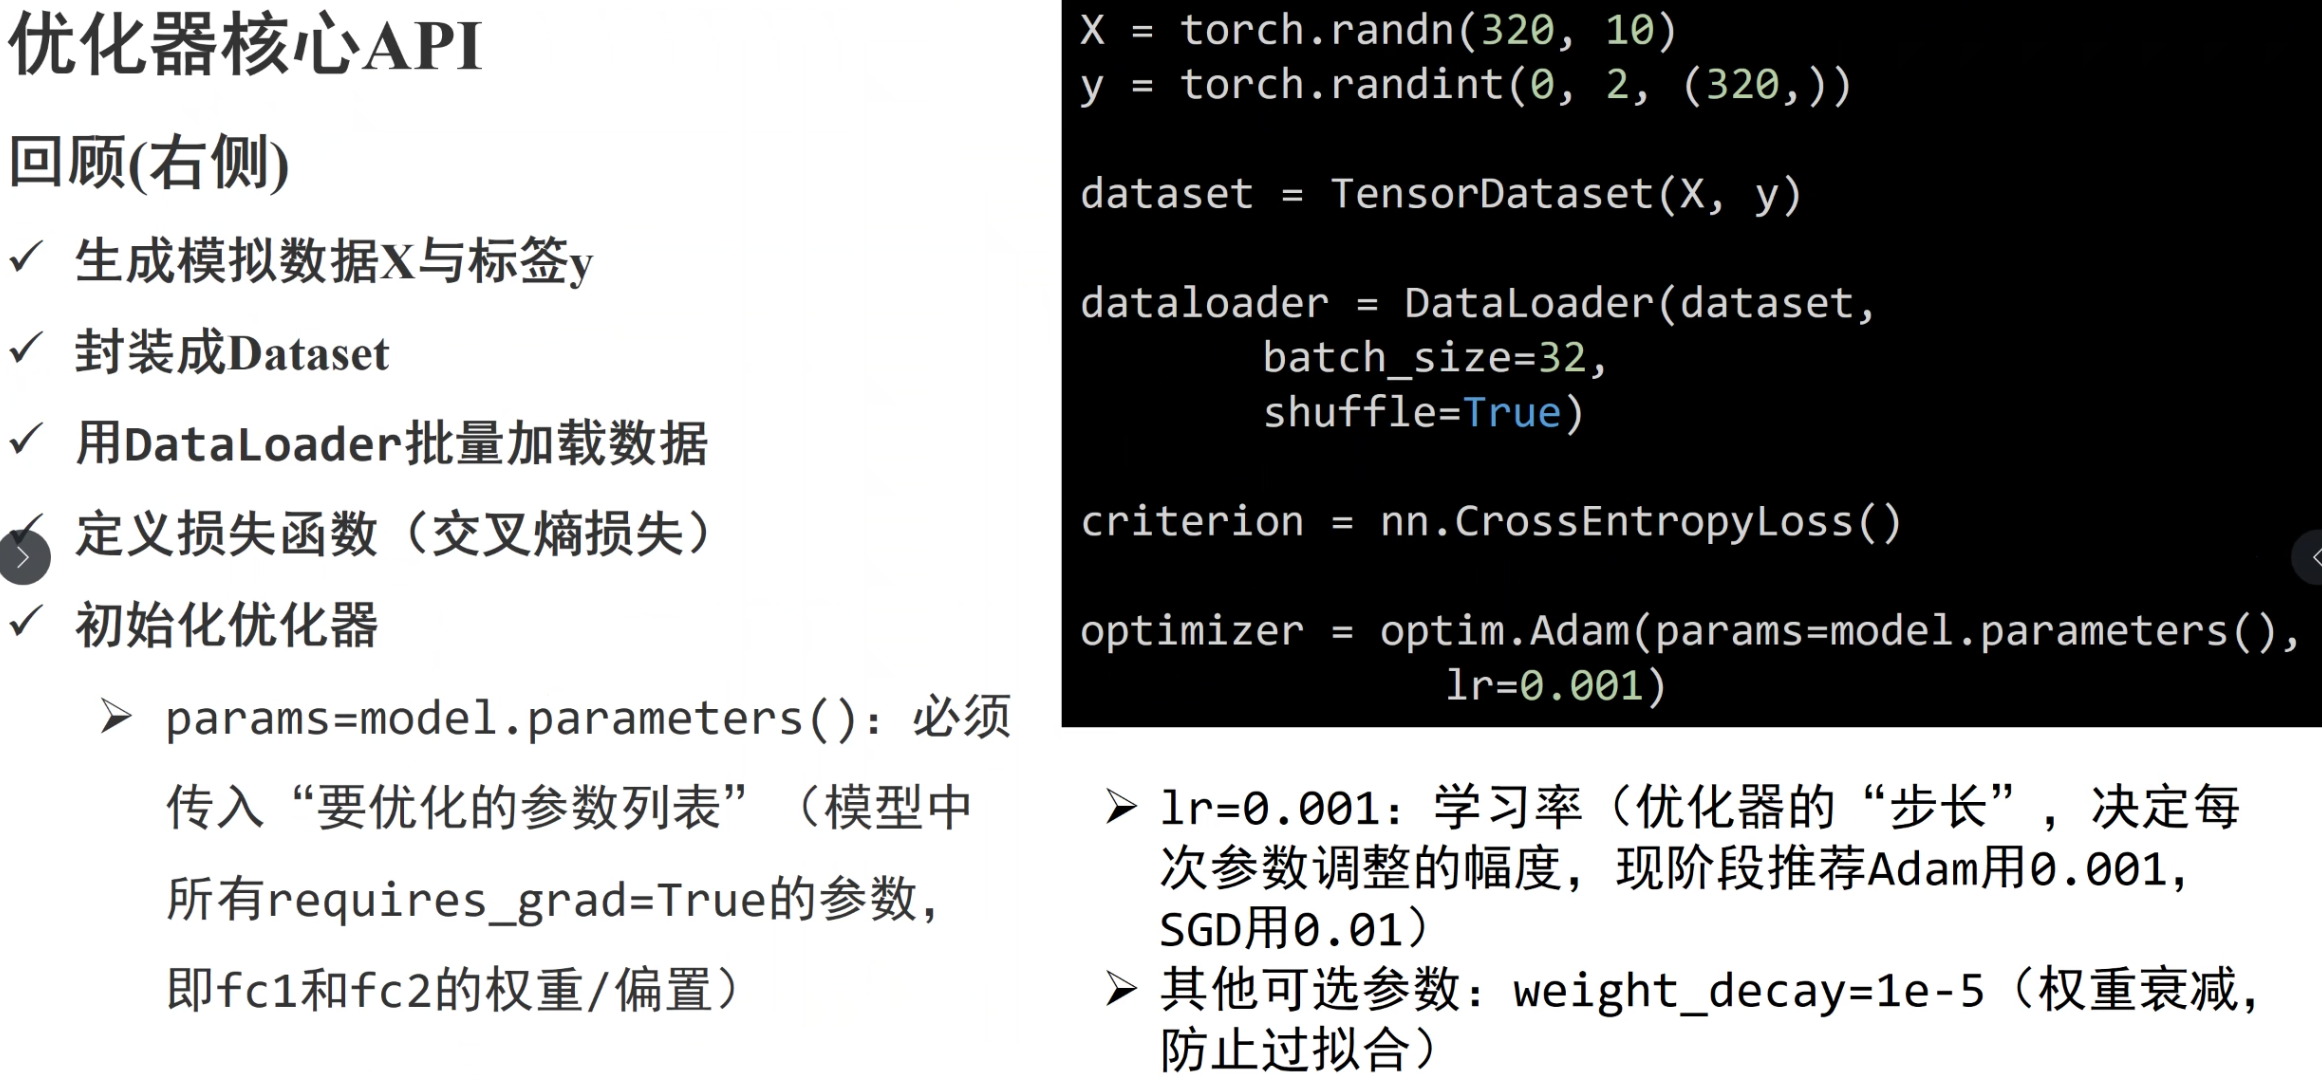 优化器核心API
回顾(右侧)
✓ 生成模拟数据X与标签y
✓ 封装成Dataset
✓ 用DataLoader批量加载数据
✓ 定义损失函数（交叉熵损失）
✓ 初始化优化器
➢ params=model.parameters()：必须
传入“要优化的参数列表”（模型中
所有requires_grad=True的参数，
即fc1和fc2的权重/偏置）
X = torch.randn(320, 10)
y = torch.randint(0, 2, (320,))
dataset = TensorDataset(X, y)
dataloader = DataLoader(dataset,
batch_size=32,
shuffle=True)
criterion = nn.CrossEntropyLoss()
optimizer = optim.Adam(params=model.parameters(),
lr=0.001)
➢ lr=0.001：学习率（优化器的“步长”，决定每
次参数调整的幅度，现阶段推荐Adam用0.001，
SGD用0.01）
➢ 其他可选参数：weight_decay=1e-5（权重衰减，
防止过拟合）